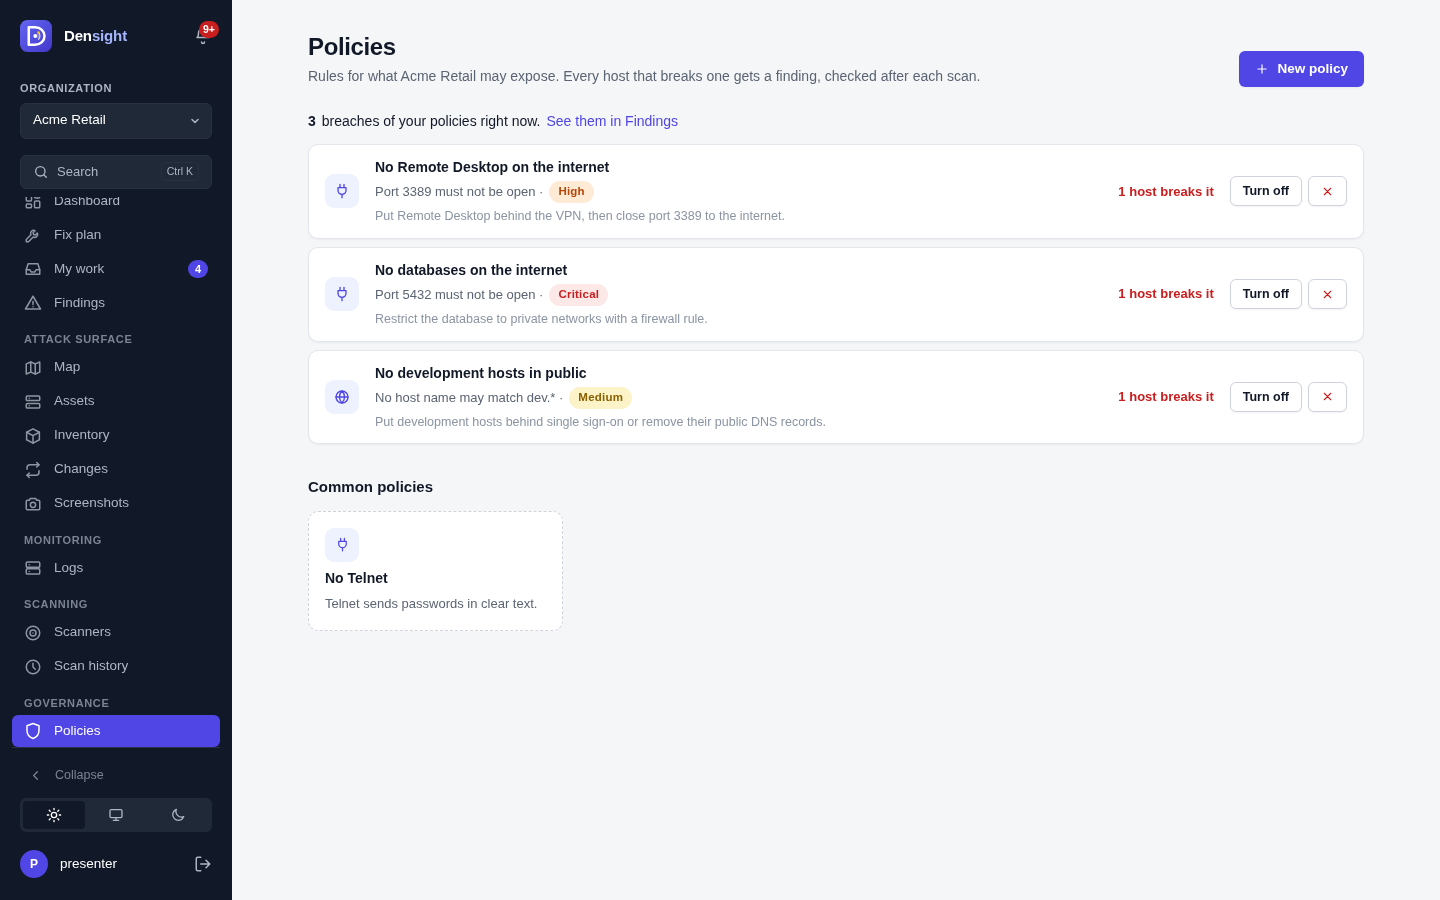 Densight
9+
ORGANIZATION
Acme Retail
Search
Ctrl K
Dashboard
Fix plan
My work
4
Findings
ATTACK SURFACE
Map
Assets
Inventory
Changes
Screenshots
MONITORING
Logs
SCANNING
Scanners
Scan history
GOVERNANCE
Policies
Collapse
P
presenter
Policies
Rules for what Acme Retail may expose. Every host that breaks one gets a finding, checked after each scan.
New policy
3 breaches of your policies right now. See them in Findings
No Remote Desktop on the internet
Port 3389 must not be open · High
Put Remote Desktop behind the VPN, then close port 3389 to the internet.
1 host breaks it
Turn off
No databases on the internet
Port 5432 must not be open · Critical
Restrict the database to private networks with a firewall rule.
1 host breaks it
Turn off
No development hosts in public
No host name may match dev.* · Medium
Put development hosts behind single sign-on or remove their public DNS records.
1 host breaks it
Turn off
Common policies
No Telnet
Telnet sends passwords in clear text.